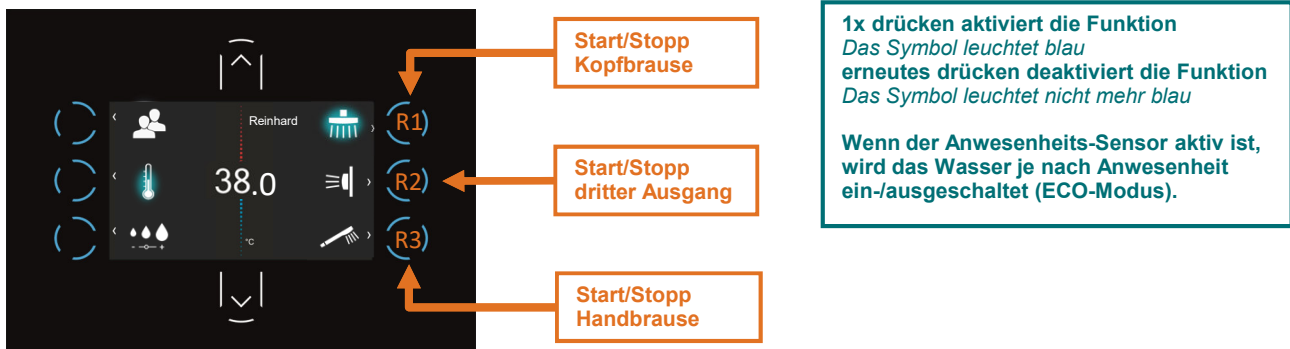 Start/Stopp
Kopfbrause
Reinhard
R1
38.0
Start/Stopp
dritter Ausgang
R2
- +
°C
R3
Start/Stopp
Handbrause
1x drücken aktiviert die Funktion
Das Symbol leuchtet blau
erneutes drücken deaktiviert die Funktion
Das Symbol leuchtet nicht mehr blau
Wenn der Anwesenheits-Sensor aktiv ist,
wird das Wasser je nach Anwesenheit
ein-/ausgeschaltet (ECO-Modus).